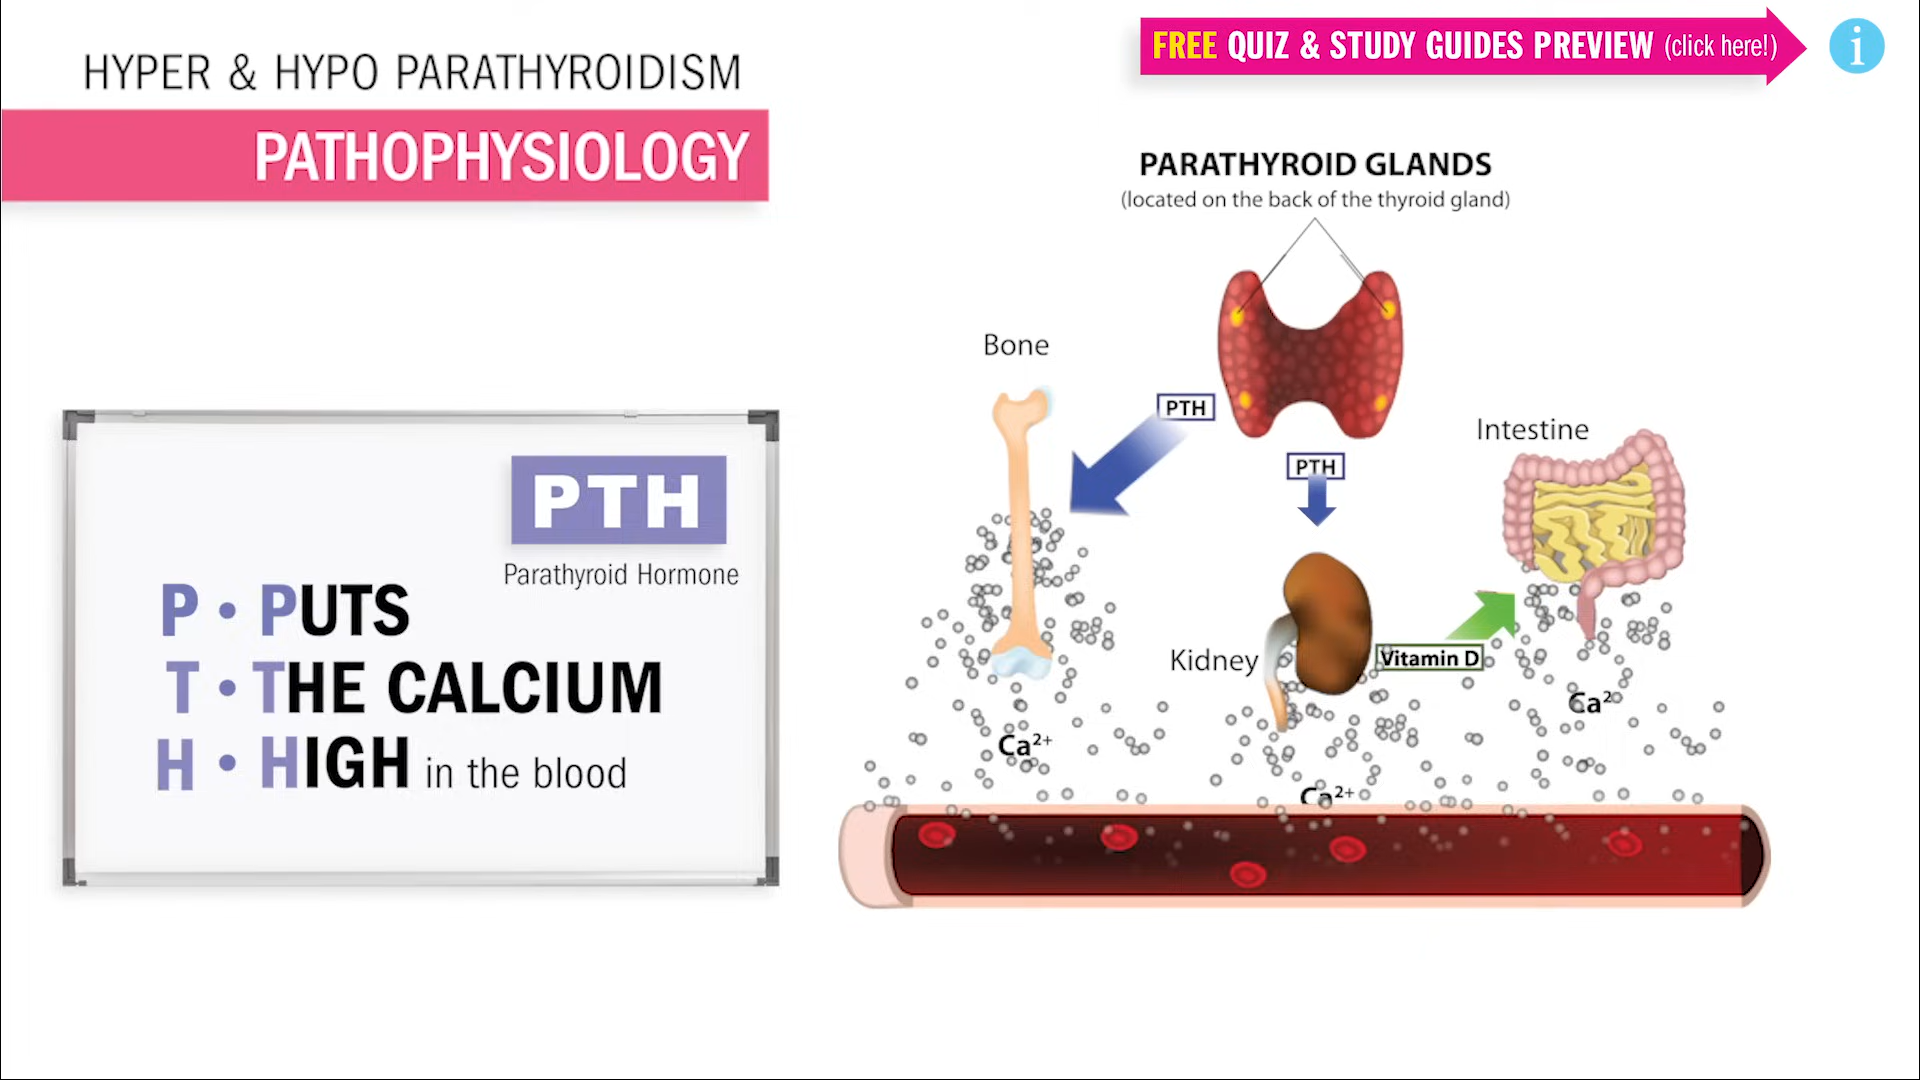 HYPER & HYPO PARATHYROIDISM
PATHOPHYSIOLOGY
FREE QUIZ & STUDY GUIDES PREVIEW (click here!)
i
PTH
Parathyroid Hormone
P • PUTS
T • THE CALCIUM
H • HIGH in the blood
PARATHYROID GLANDS
(located on the back of the thyroid gland)
Bone
PTH
PTH
Intestine
Kidney
Vitamin D
Ca²⁺
Ca²⁺
Ca²